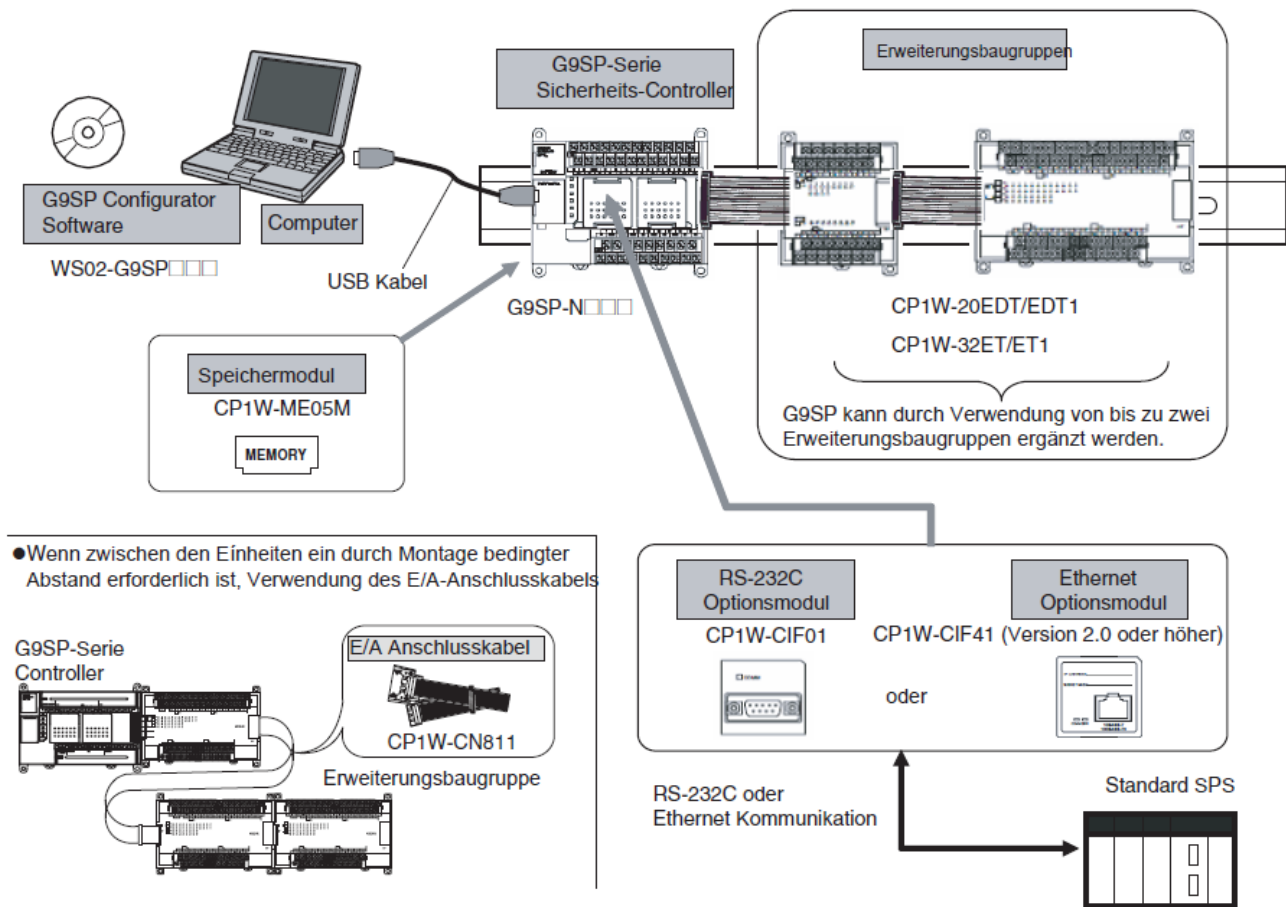 G9SP-Serie
Sicherheits-Controller
Erweiterungsbaugruppen
G9SP Configurator
Software
Computer
WS02-G9SP□□□
USB Kabel
G9SP-N□□□
CP1W-20EDT/EDT1
CP1W-32ET/ET1
G9SP kann durch Verwendung von bis zu zwei
Erweiterungsbaugruppen ergänzt werden.
Speichermodul
CP1W-ME05M
MEMORY
●Wenn zwischen den Eínheiten ein durch Montage bedingter
Abstand erforderlich ist, Verwendung des E/A-Anschlusskabels
G9SP-Serie
Controller
E/A Anschlusskabel
CP1W-CN811
Erweiterungsbaugruppe
RS-232C
Optionsmodul
CP1W-CIF01
COMM
oder
Ethernet
Optionsmodul
CP1W-CIF41 (Version 2.0 oder höher)
RS-232C oder
Ethernet Kommunikation
Standard SPS